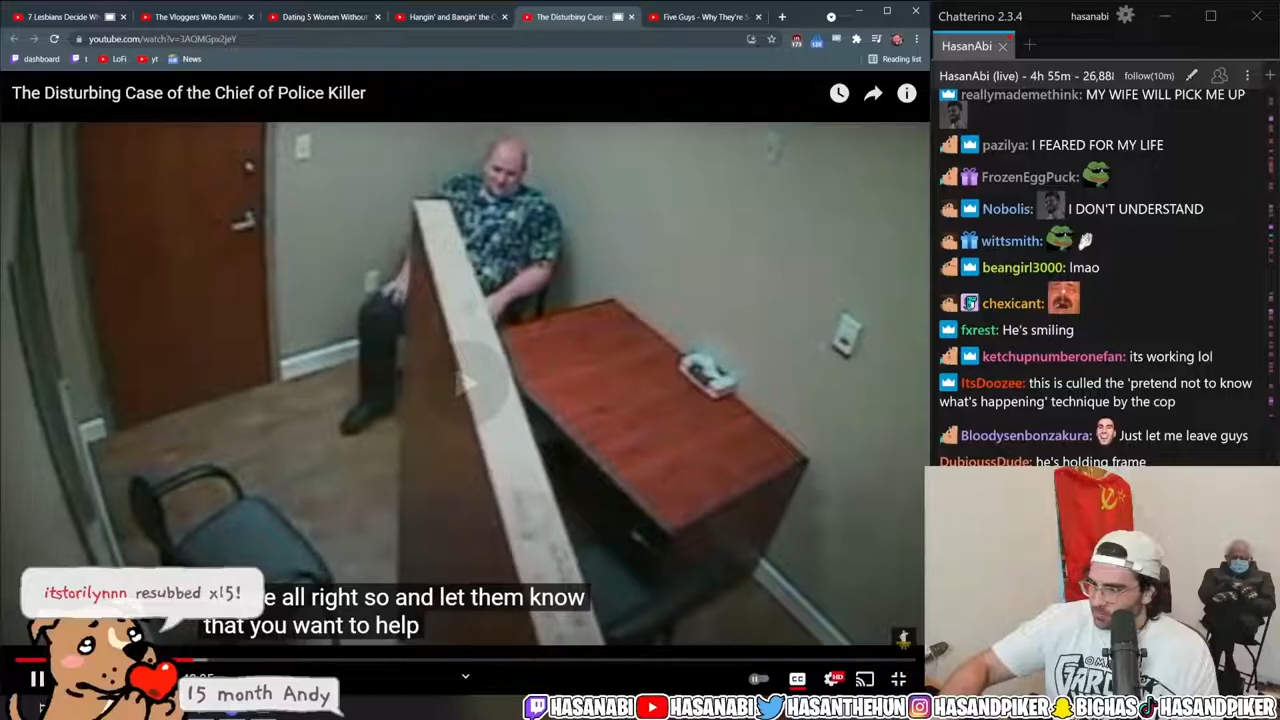 7 Lesbians Decide Wh
The Vloggers Who Return
Dating 5 Women Without
Hangin' and Bangin' the C
The Disturbing Case o
Five Guys - Why They're S
Chatterino 2.3.4
hasanabi
youtube.com/watch?v=3AQMGpx2jeY
dashboard
t
LoFi
yt
News
Reading list
HasanAbi
HasanAbi (live) - 4h 55m - 26,88
follow(10m)
The Disturbing Case of the Chief of Police Killer
reallymademethink: MY WIFE WILL PICK ME UP
pazilya: I FEARED FOR MY LIFE
FrozenEggPuck:
Nobolis: I DON'T UNDERSTAND
wittsmith:
beangirl3000: lmao
chexicant:
fxrest: He's smiling
ketchupnumberonefan: its working lol
ItsDoozee: this is culled the 'pretend not to know
what's happening' technique by the cop
Bloodysenbonzakura: Just let me leave guys
DubioussDude: he's holding frame
itstorilynnn resubbed x15!
e all right so and let them know
that you want to help
15 month Andy
CC
HD
HASANABI
HASANABI
HASANTHEHUN
HASANDPIKER
BIGHAS
HASANDPIKER